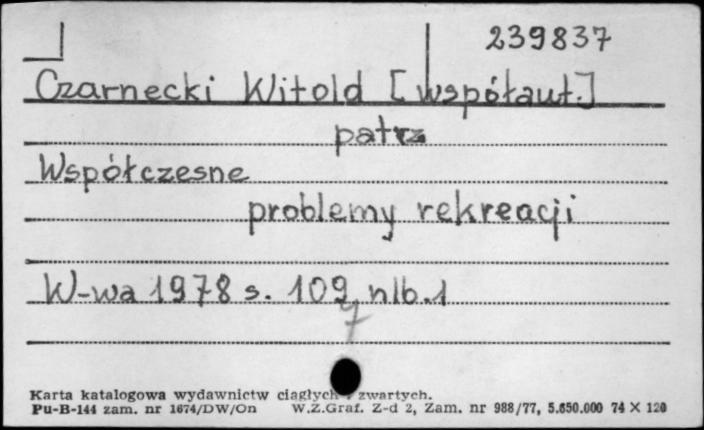 239837
Czarnecki Witold [współaut.]
patrz
Współczesne
problemy rekreacji
W-wa 1978 s. 109, nlb. 1
7
Karta katalogowa wydawnictw ciągłych i zwartych.
Pu-B-144 zam. nr 1674/DW/On W.Z.Graf. Z-d 2, Zam. nr 988/77, 5.650.000 74 X 120